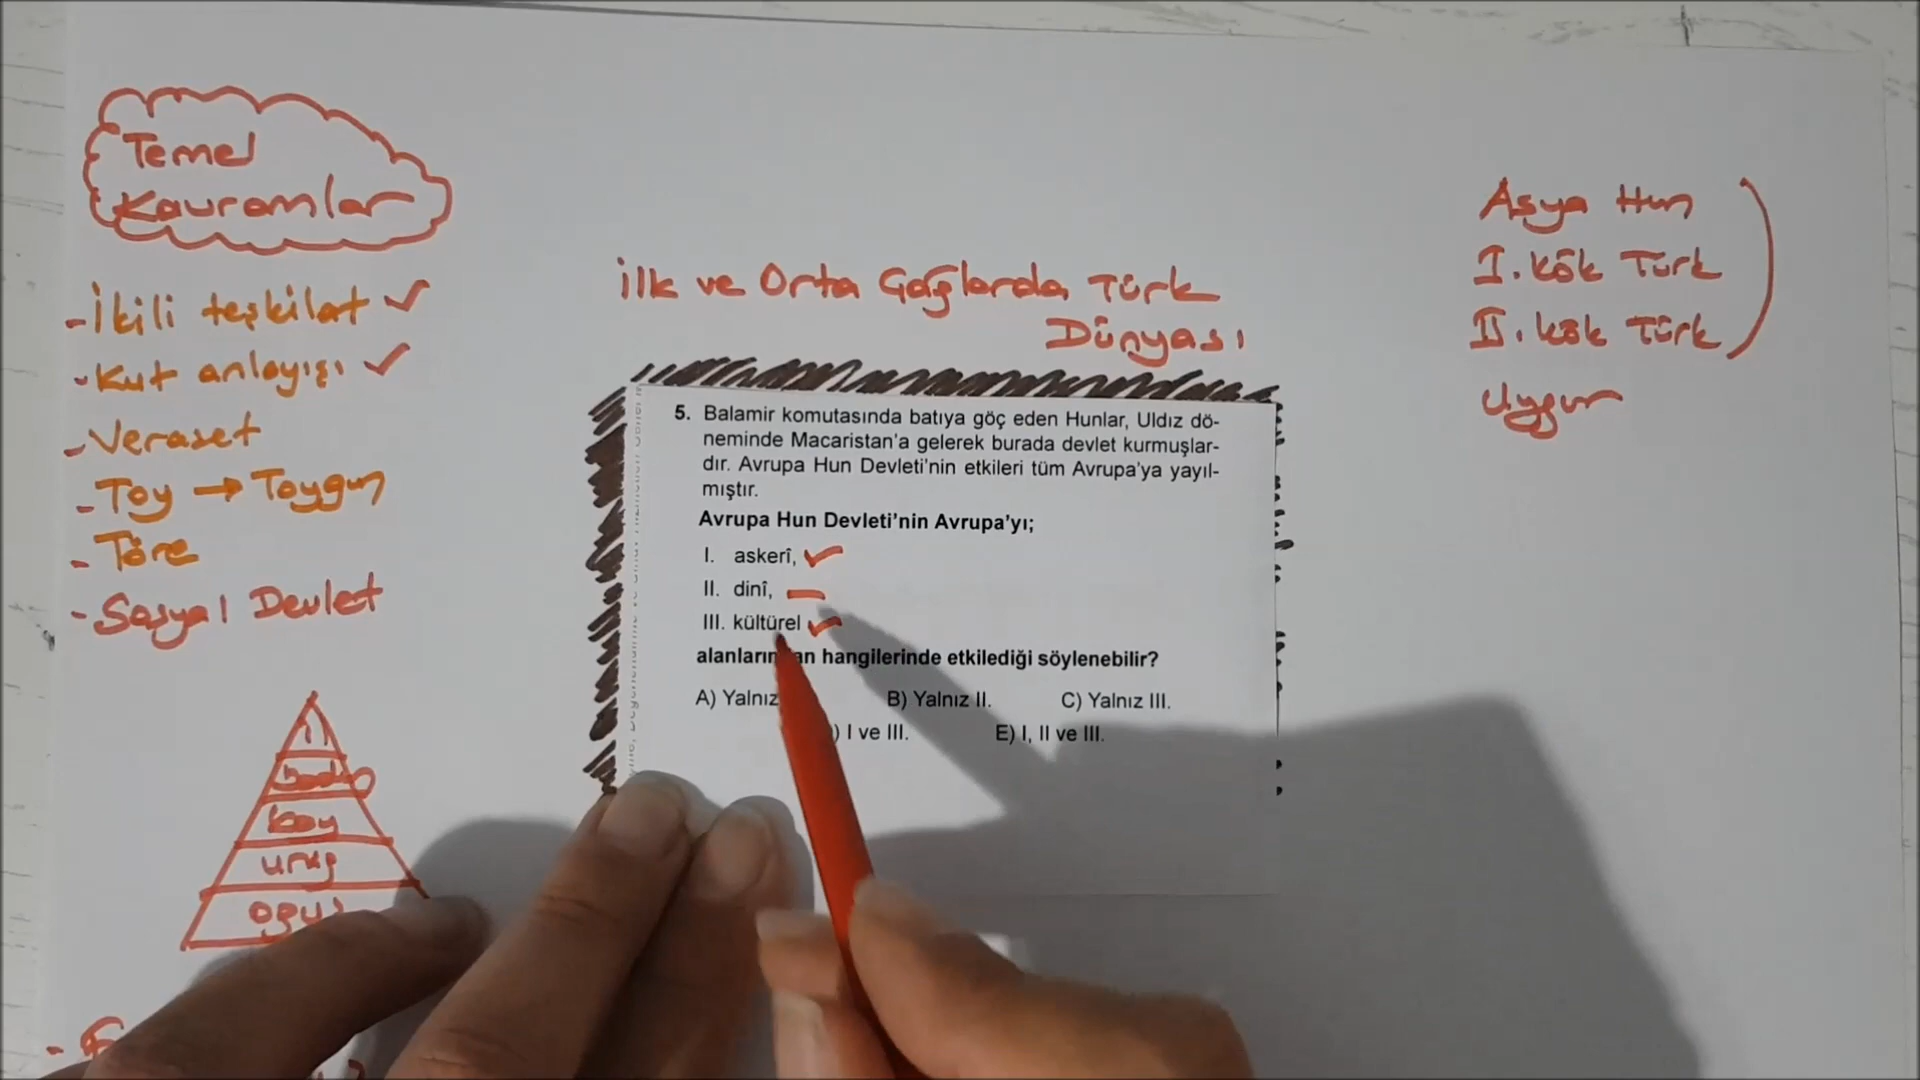 Temel
Kavramlar
- İkili teşkilat ✓
- Kut anlayışı ✓
- Veraset
- Toy → Toygun
- Töre
- Sosyal Devlet
il
bodun
boy
uruş
oguş
İlk ve Orta Çağlarda Türk
Dünyası
5. Balamir komutasında batıya göç eden Hunlar, Uldız dö-
neminde Macaristan'a gelerek burada devlet kurmuşlar-
dır. Avrupa Hun Devleti'nin etkileri tüm Avrupa'ya yayıl-
mıştır.
Avrupa Hun Devleti'nin Avrupa'yı;
I. askerî, ✓
II. dinî, —
III. kültürel ✓
hangilerinde etkilediği söylenebilir?
A) Yalnız B) Yalnız II. C) Yalnız III.
) I ve III. E) I, II ve III.
Asya Hun
I. Kök Türk
II. Kök Türk
Uygur